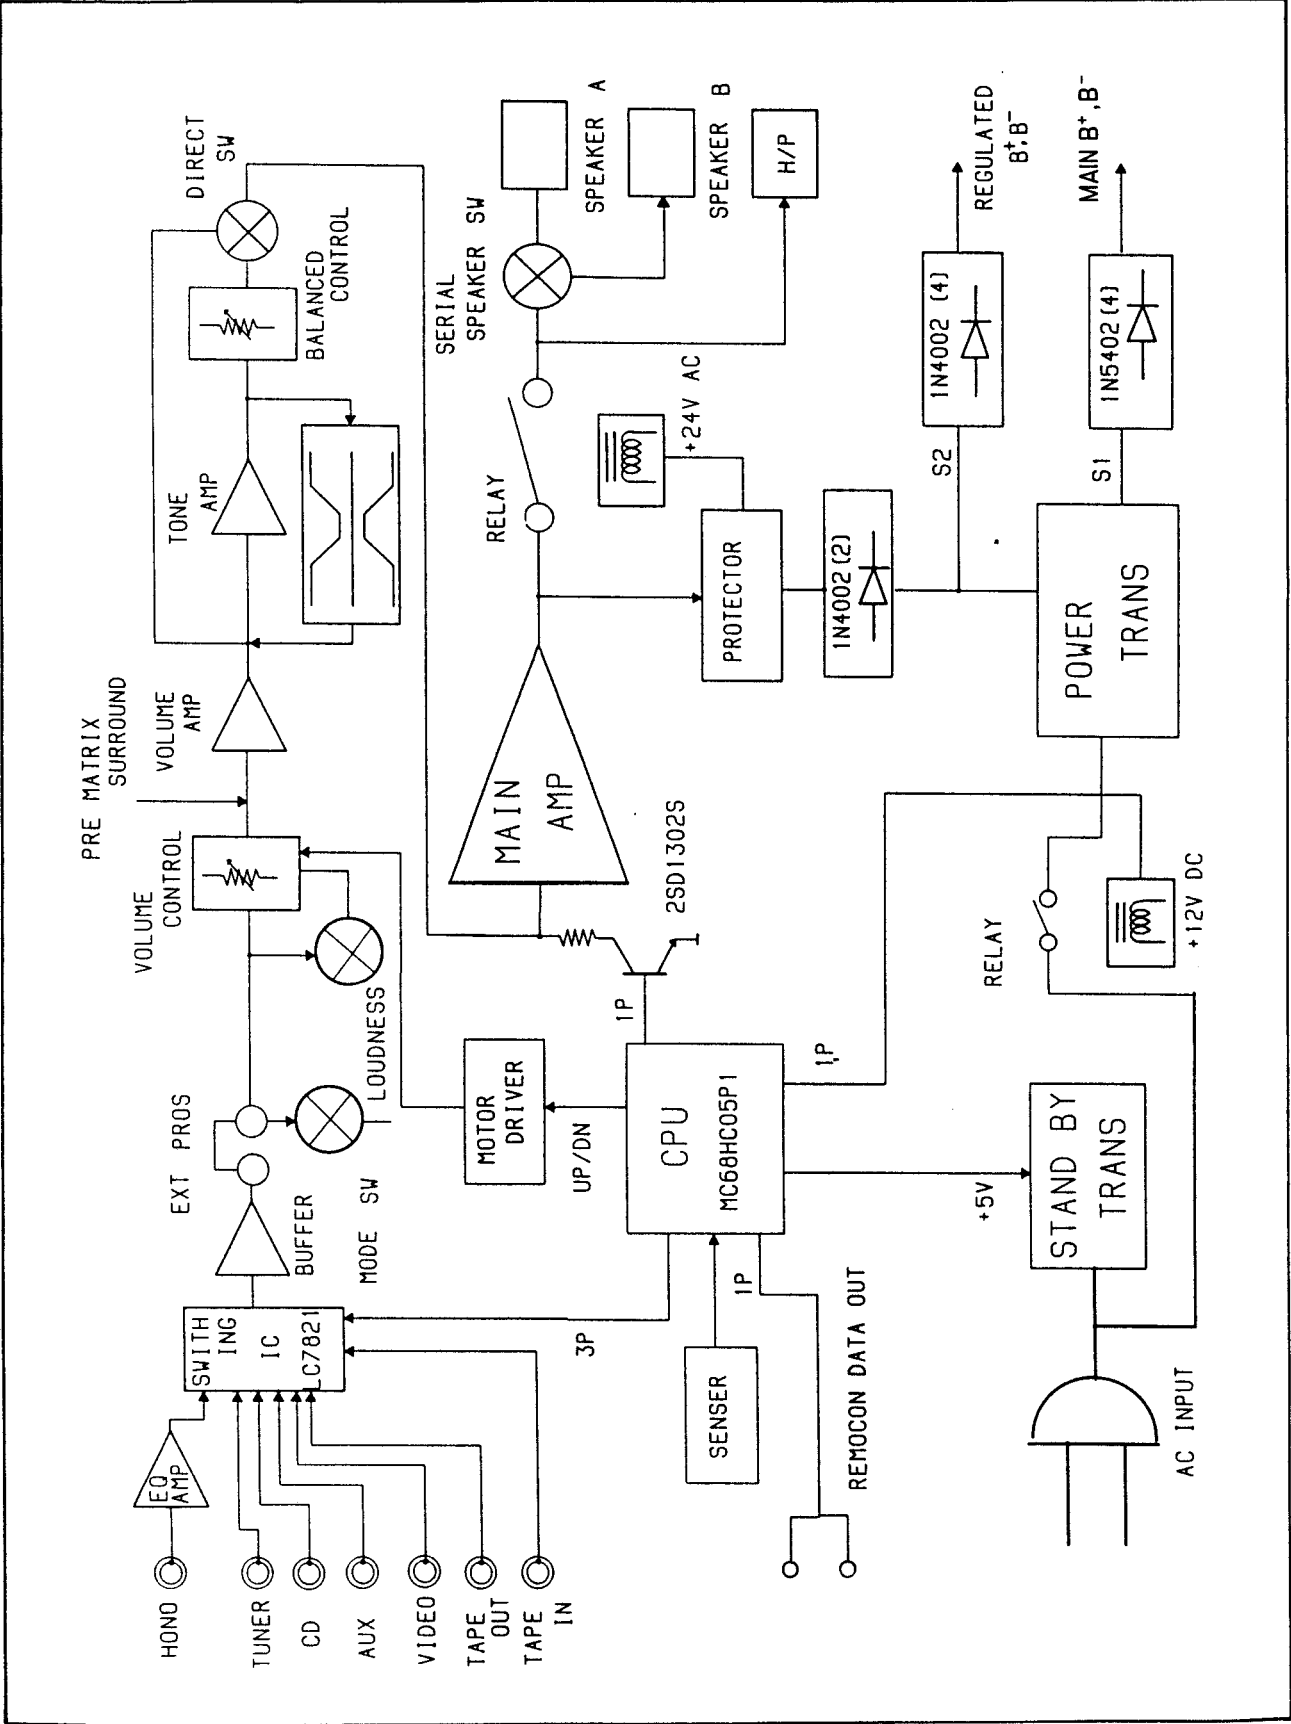 HONO
TUNER
CD
AUX
VIDEO
TAPE
OUT
TAPE
IN
EQ
AMP
SWITH
ING
IC
LC7821
BUFFER
EXT PROS
MODE SW
LOUDNESS
VOLUME
CONTROL
PRE MATRIX
SURROUND
VOLUME
AMP
TONE
AMP
BALANCED
CONTROL
DIRECT
SW
3P
UP/DN
MOTOR
DRIVER
1P
2SD1302S
MAIN
AMP
RELAY
SERIAL
SPEAKER SW
SPEAKER A
SPEAKER B
H/P
+24V AC
PROTECTOR
1N4002 (2)
SENSER
1P
CPU
MC68HC05P1
1P
+5V
REMOCON DATA OUT
STAND BY
TRANS
AC INPUT
RELAY
+12V DC
POWER
TRANS
S2
S1
1N4002 (4)
1N5402 (4)
REGULATED
B+,B-
MAIN B+,B-